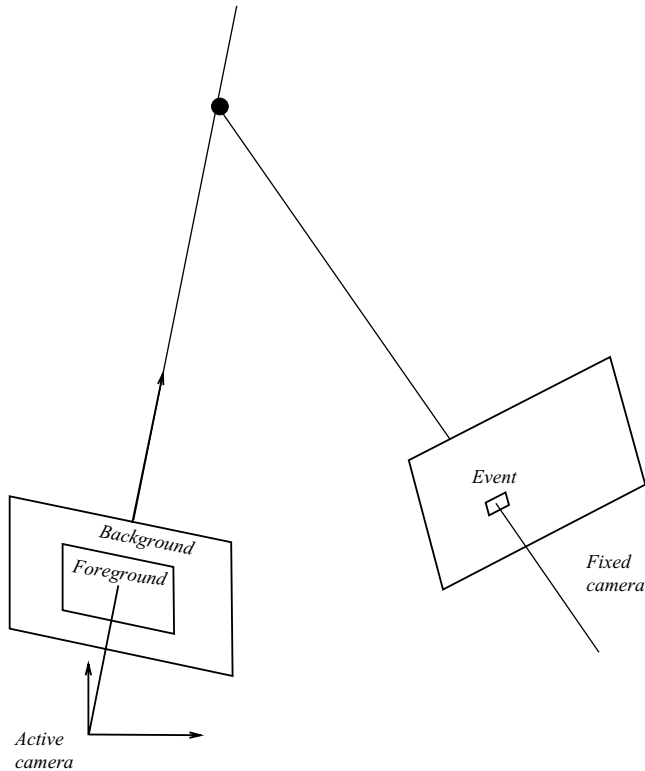 Event
Background
Foreground
Fixed
camera
Active
camera